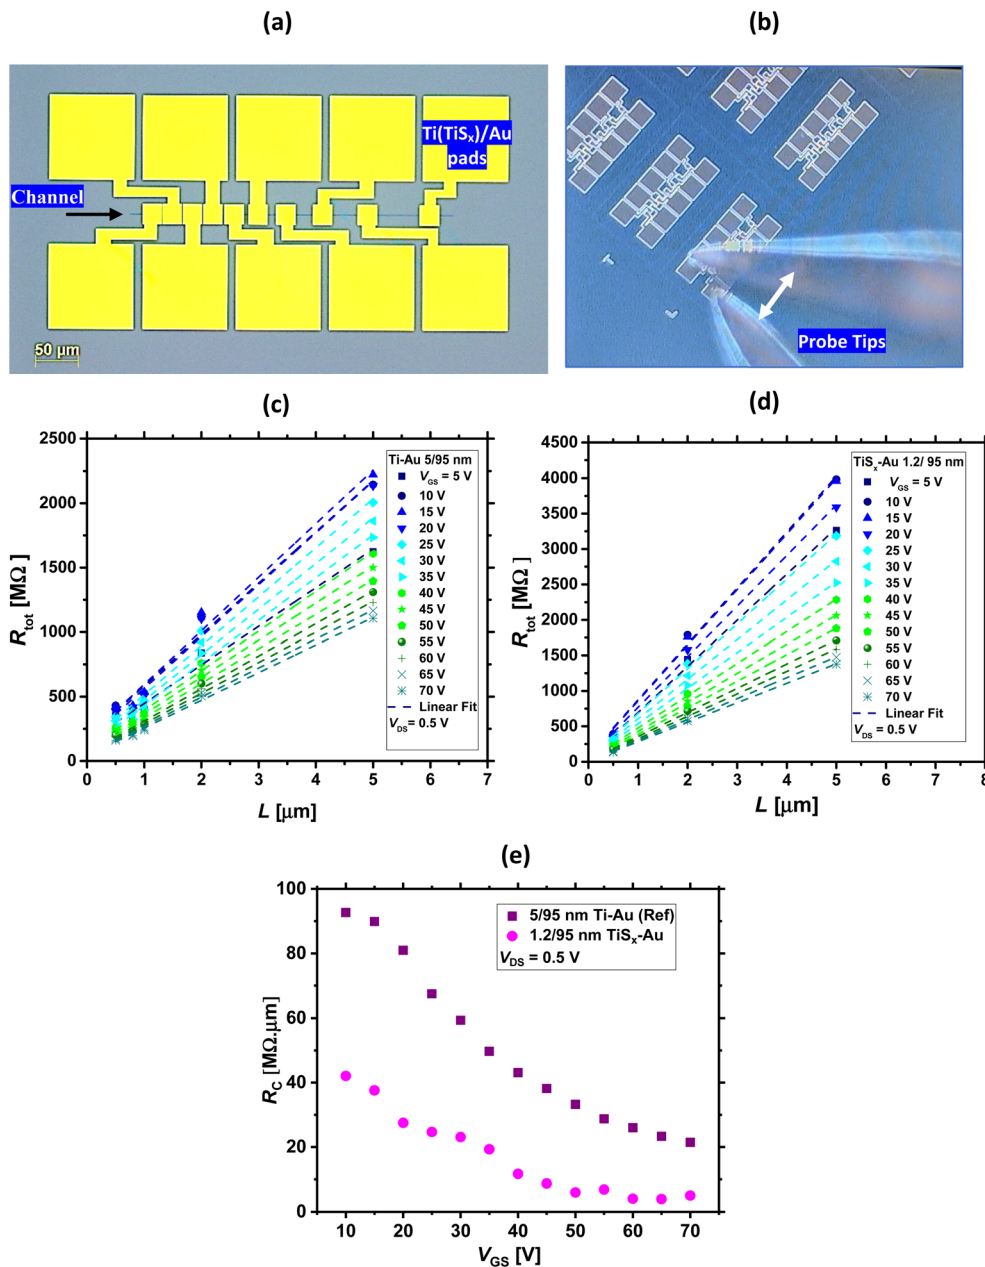 (a)
(b)
Ti(TiSx)/Au
pads
Channel
50 µm
Probe Tips
(c)
(d)
2500
2000
1500
1000
500
0
Rtot [MΩ]
0
1
2
3
4
5
6
7
L [µm]
Ti-Au 5/95 nm
VGS = 5 V
10 V
15 V
20 V
25 V
30 V
35 V
40 V
45 V
50 V
55 V
60 V
65 V
70 V
Linear Fit
VDS= 0.5 V
4500
4000
3500
3000
2500
2000
1500
1000
500
0
Rtot [MΩ]
0
1
2
3
4
5
6
7
8
L [µm]
TiSx-Au 1.2/ 95 nm
VGS = 5 V
10 V
15 V
20 V
25 V
30 V
35 V
40 V
45 V
50 V
55 V
60 V
65 V
70 V
Linear Fit
VDS = 0.5 V
(e)
100
80
60
40
20
0
RC [MΩ.µm]
5/95 nm Ti-Au (Ref)
1.2/95 nm TiSx-Au
VDS = 0.5 V
10
20
30
40
50
60
70
VGS [V]